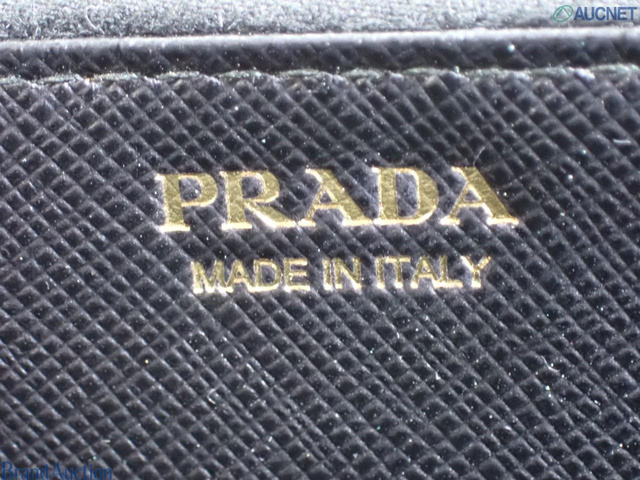 AUCNET
PRADA
MADE IN ITALY
Brand Auction